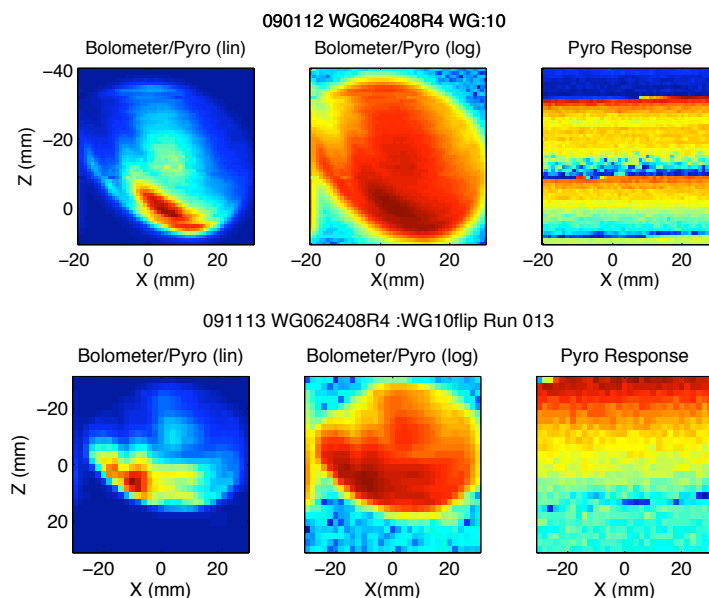 090112 WG062408R4 WG:10
Bolometer/Pyro (lin) Bolometer/Pyro (log) Pyro Response
Z (mm)
−40
−20
0
−20 0 20
X (mm)
−20 0 20
X(mm)
−20 0 20
X (mm)
091113 WG062408R4 :WG10flip Run 013
Bolometer/Pyro (lin) Bolometer/Pyro (log) Pyro Response
Z (mm)
−20
0
20
−20 0 20
X (mm)
−20 0 20
X(mm)
−20 0 20
X (mm)